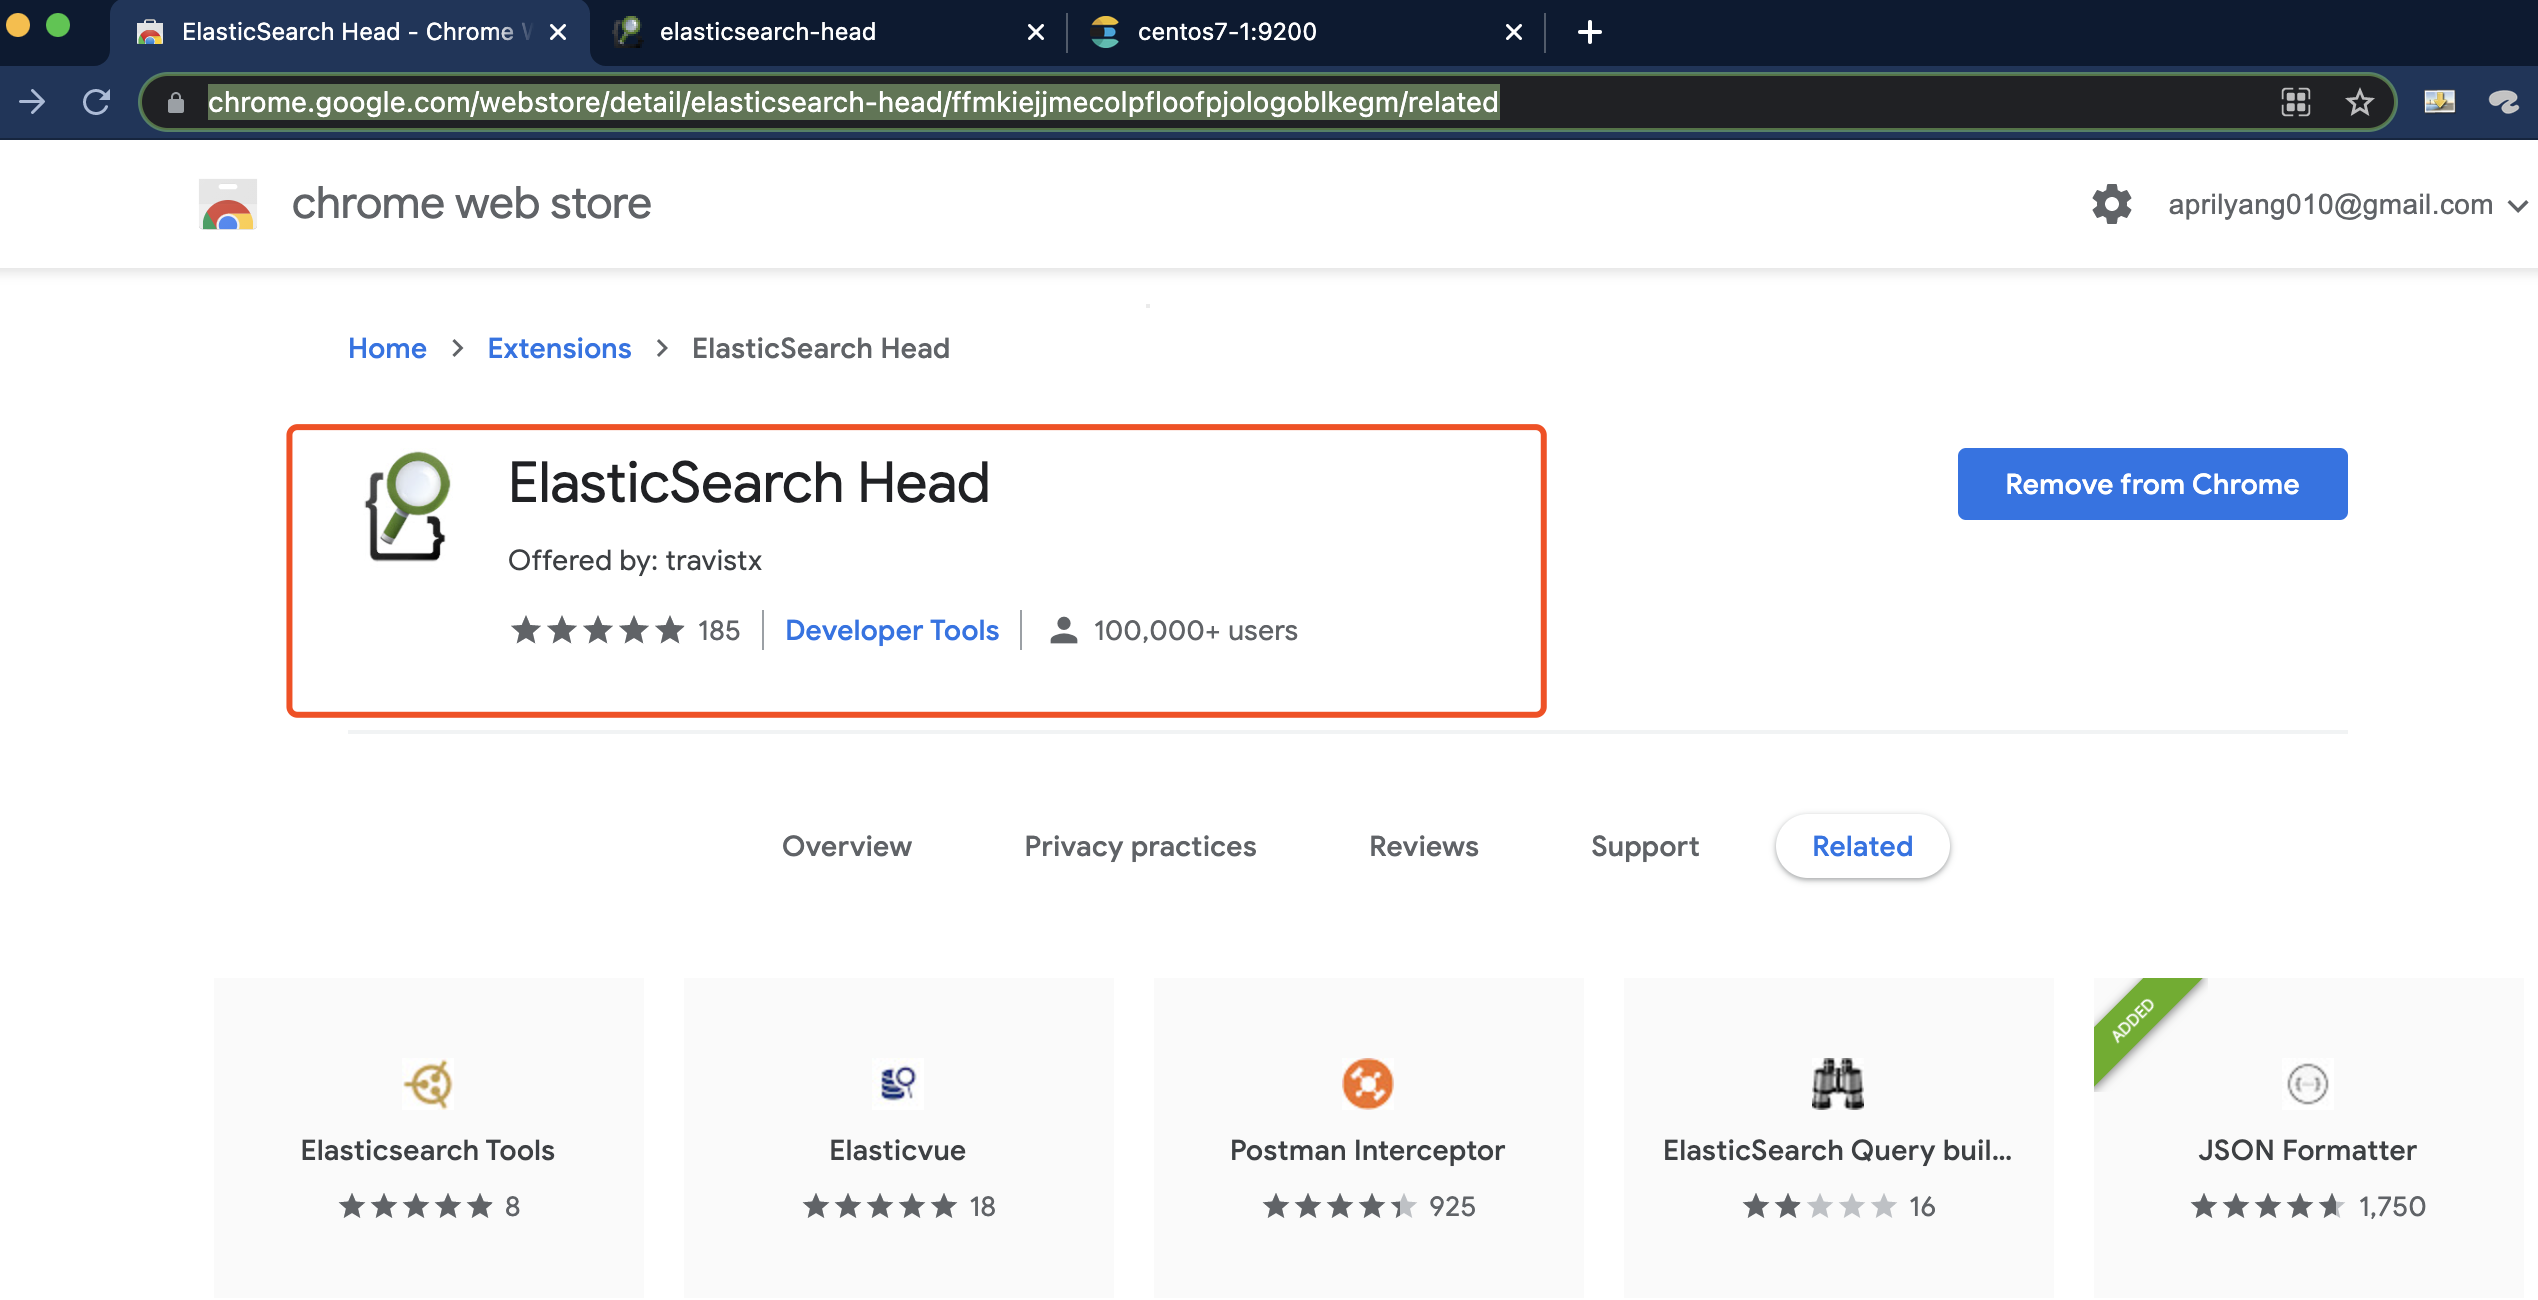 ElasticSearch Head - Chrome W
elasticsearch-head
centos7-1:9200
chrome.google.com/webstore/detail/elasticsearch-head/ffmkiejjmecolpfloofpjologoblkegm/related
chrome web store
aprilyang010@gmail.com
Home > Extensions > ElasticSearch Head
ElasticSearch Head
Remove from Chrome
Offered by: travistx
185 Developer Tools 100,000+ users
Overview Privacy practices Reviews Support Related
ADDED
Elasticsearch Tools
8
Elasticvue
18
Postman Interceptor
925
ElasticSearch Query buil...
16
JSON Formatter
1,750